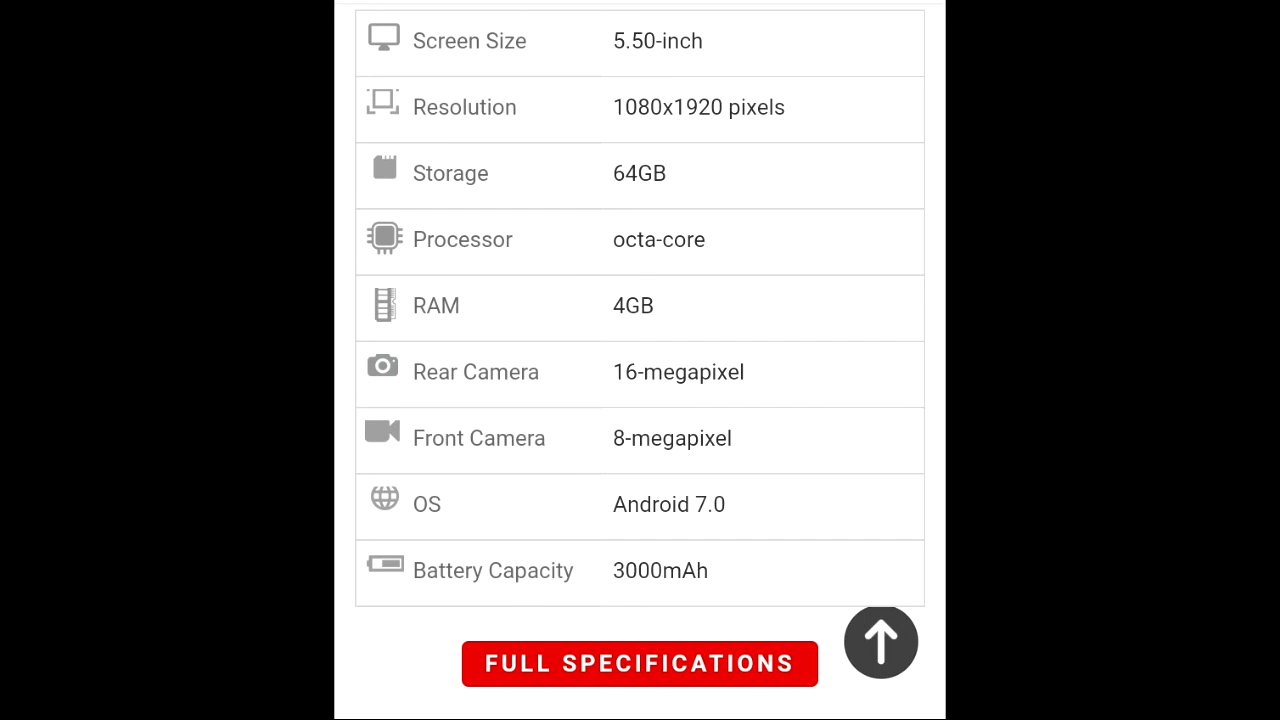 Screen Size 5.50-inch
Resolution 1080x1920 pixels
Storage 64GB
Processor octa-core
RAM 4GB
Rear Camera 16-megapixel
Front Camera 8-megapixel
OS Android 7.0
Battery Capacity 3000mAh
FULL SPECIFICATIONS